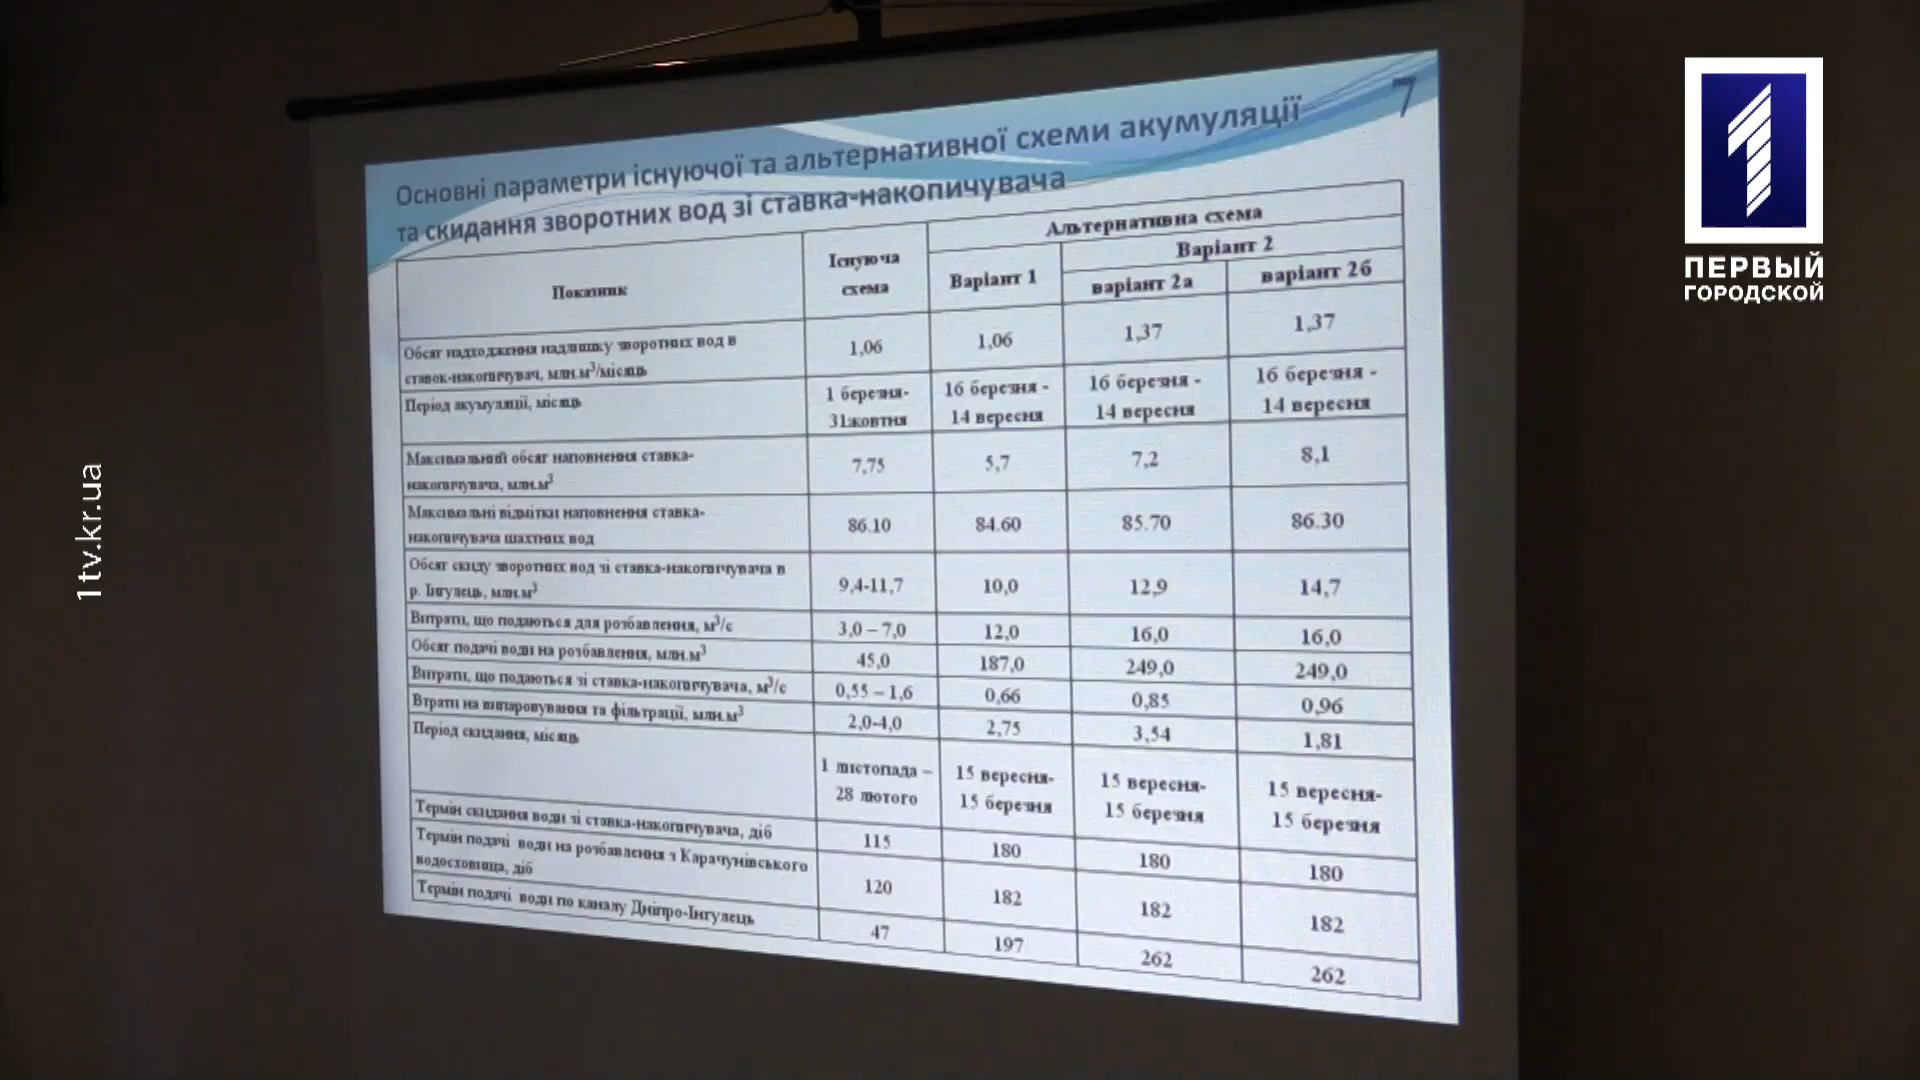 Основні параметри існуючої та альтернативної схеми акумуляції
7
та скидання зворотних вод зі ставка-накопичувача
Показник
Існуюча
схема
Альтернативна схема
Варіант 1
Варіант 2
варіант 2а
варіант 2б
Обсяг надходження надлишку зворотних вод в
ставок-накопичувач, млн.м³/місяць
1,06
1,06
1,37
1,37
Період акумуляції, місяць
1 березня-
31жовтня
16 березня -
14 вересня
16 березня -
14 вересня
16 березня -
14 вересня
Максимальний обсяг наповнення ставка-
накопичувача, млн.м³
7,75
5,7
7,2
8,1
Максимальні відмітки наповнення ставка-
накопичувача шахтних вод
86.10
84.60
85.70
86.30
Обсяг скиду зворотних вод зі ставка-накопичувача в
р. Інгулець, млн.м³
9,4-11,7
10,0
12,9
14,7
Витрати, що подаються для розбавлення, м³/с
3,0 – 7,0
12,0
16,0
16,0
Обсяг подачі води на розбавлення, млн.м³
45,0
187,0
249,0
249,0
Витрати, що подаються зі ставка-накопичувача, м³/с
0,55 – 1,6
0,66
0,85
0,96
Втрати на випаровування та фільтрації, млн.м³
2,0-4,0
2,75
3,54
1,81
Період скидання, місяць
1 листопада –
28 лютого
15 вересня-
15 березня
15 вересня-
15 березня
15 вересня-
15 березня
Термін скидання води зі ставка-накопичувача, діб
115
180
180
180
Термін подачі води на розбавлення з Карачунівського
водосховища, діб
120
182
182
182
Термін подачі води по каналу Дніпро-Інгулець
47
197
262
262
1
ПЕРВЫЙ
ГОРОДСКОЙ
1tv.kr.ua